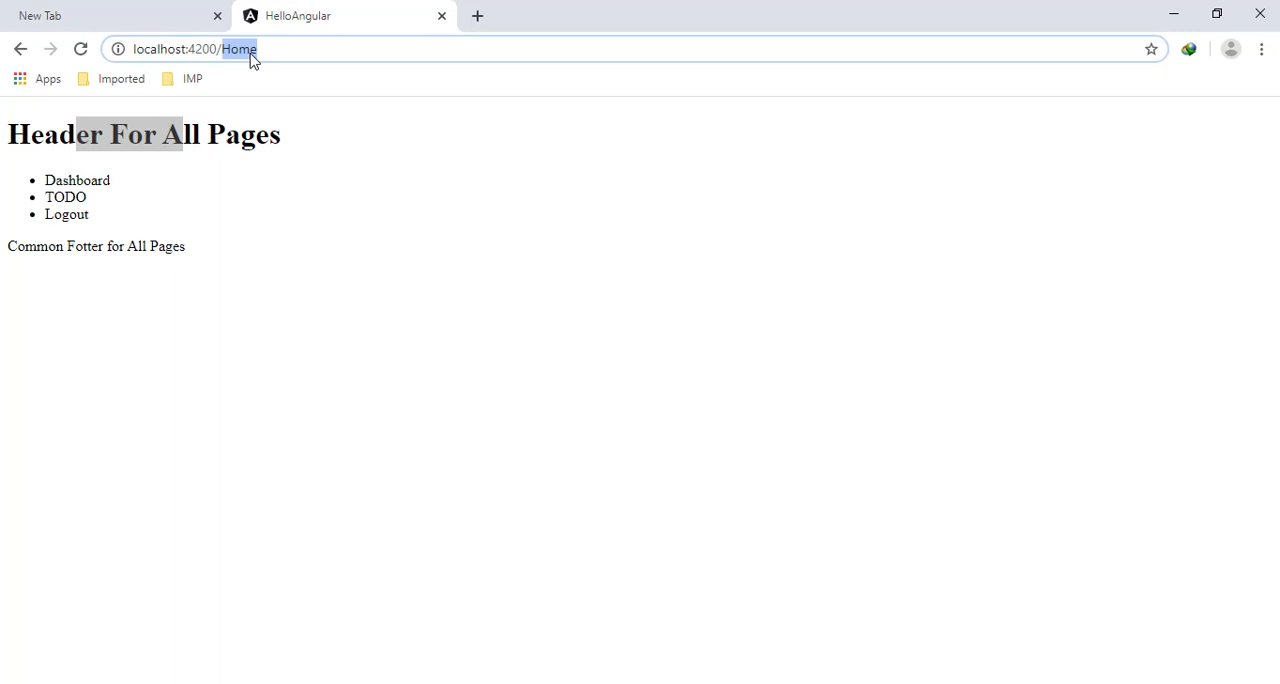 New Tab
HelloAngular
localhost:4200/Home
Apps
Imported
IMP
Header For All Pages
Dashboard
TODO
Logout
Common Fotter for All Pages